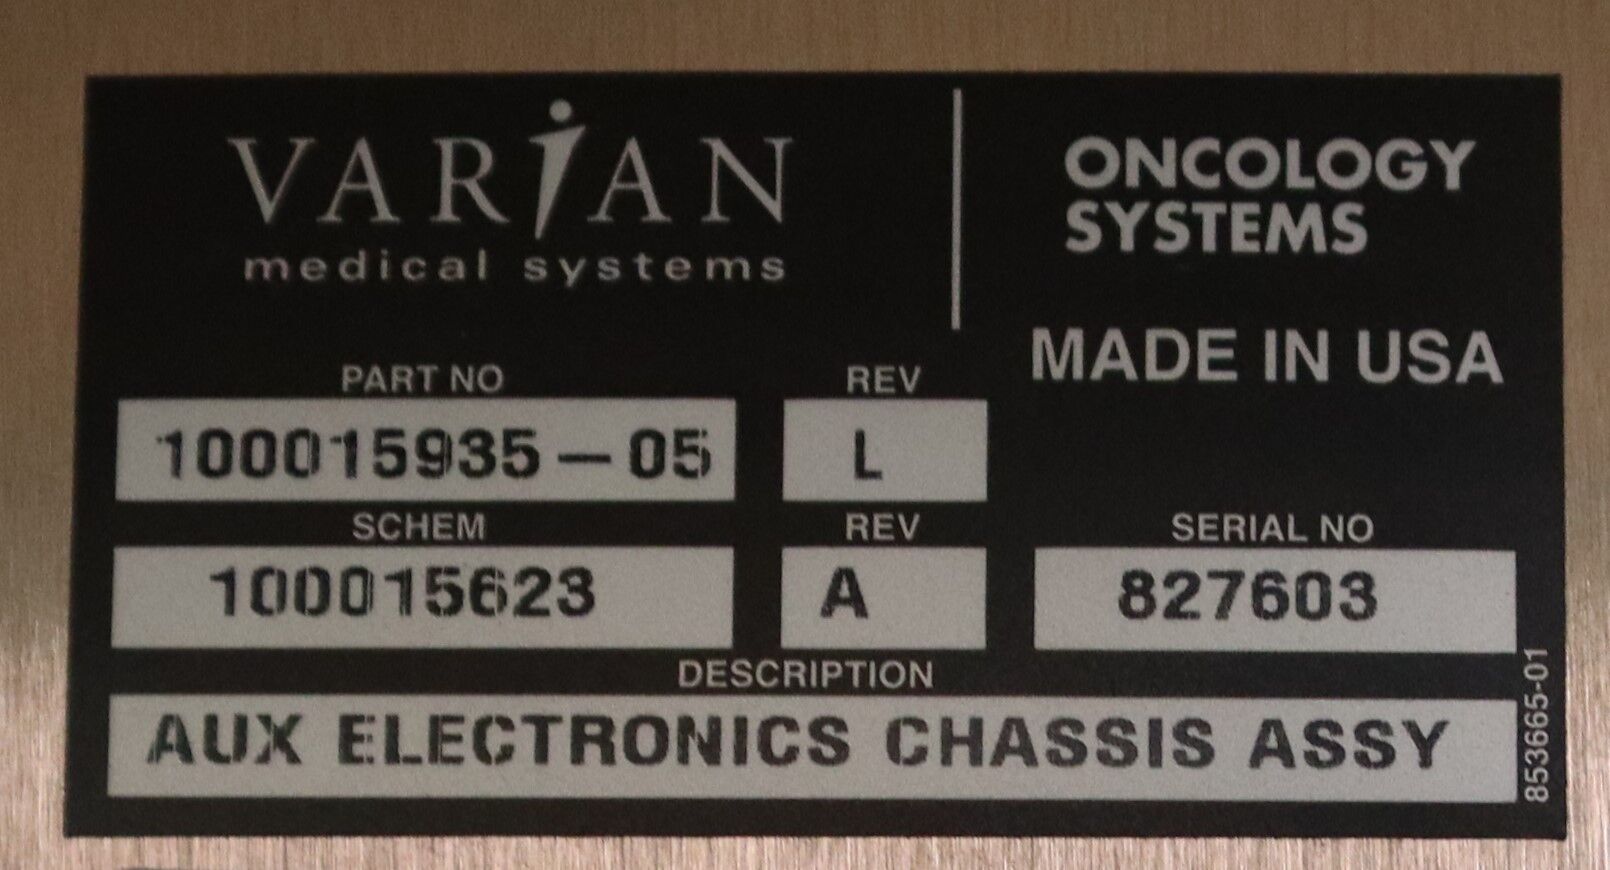 VARIAN
medical systems
ONCOLOGY
SYSTEMS
MADE IN USA
PART NO
REV
100015935-05
L
SCHEM
REV
SERIAL NO
100015623
A
827603
DESCRIPTION
AUX ELECTRONICS CHASSIS ASSY
853665-01